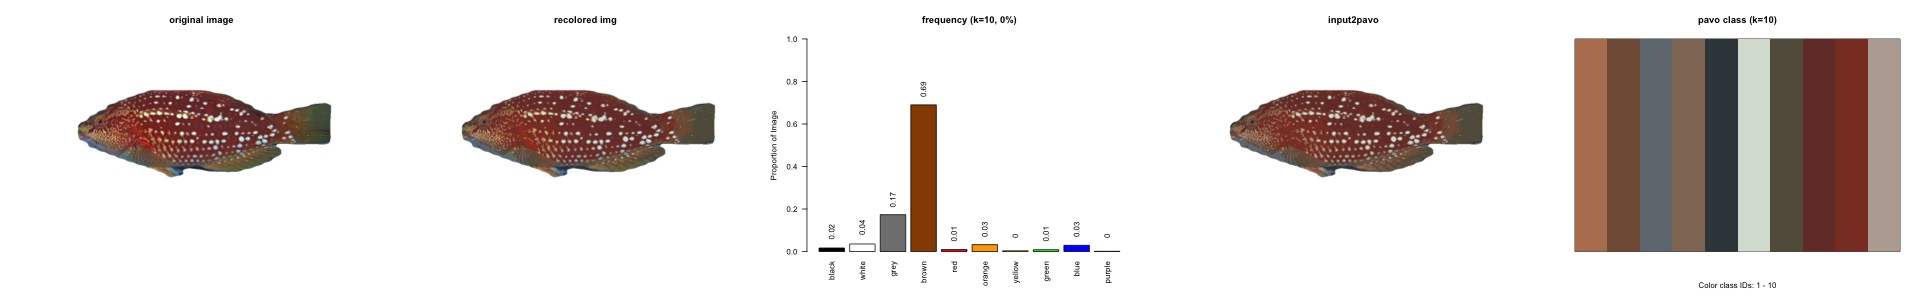 original image
recolored img
frequency (k=10, 0%)
input2pavo
pavo class (k=10)
Proportion of Image
1.0
0.8
0.6
0.4
0.2
0.0
0.02
0.04
0.17
0.69
0.01
0.03
0
0.01
0.03
0
black
white
grey
brown
red
orange
yellow
green
blue
purple
Color class IDs: 1 - 10